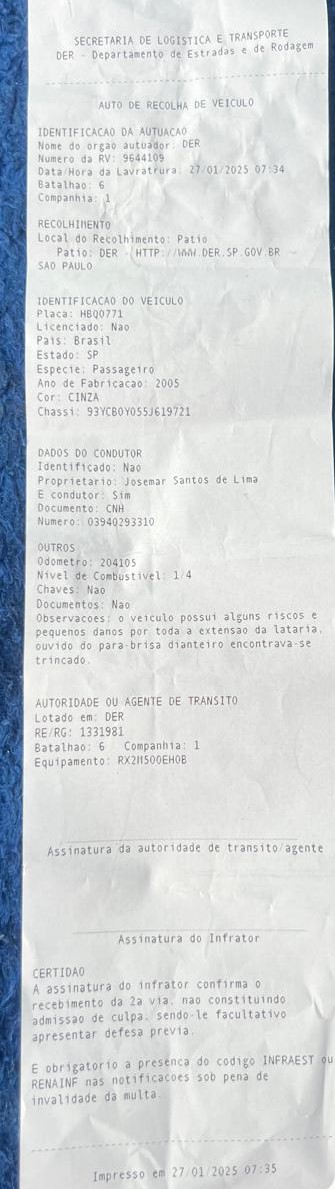 SECRETARIA DE LOGISTICA E TRANSPORTE
DER - Departamento de Estradas e de Rodagem
AUTO DE RECOLHA DE VEICULO
IDENTIFICACAO DA AUTUACAO
Nome do orgao autuador: DER
Numero da RV: 9644109
Data/Hora da Lavratrura: 27/01/2025 07:34
Batalhao: 6
Companhia: 1
RECOLHIMENTO
Local do Recolhimento: Patio
Patio: DER - HTTP://WWW.DER.SP.GOV.BR -
SAO PAULO
IDENTIFICACAO DO VEICULO
Placa: HBQ0771
Licenciado: Nao
Pais: Brasil
Estado: SP
Especie: Passageiro
Ano de Fabricacao: 2005
Cor: CINZA
Chassi: 93YCB0Y055J619721
DADOS DO CONDUTOR
Identificado: Nao
Proprietario: Josemar Santos de Lima
E condutor: Sim
Documento: CNH
Numero: 03940293310
OUTROS
Odometro: 204105
Nivel de Combustivel: 1/4
Chaves: Nao
Documentos: Nao
Observacoes: o veiculo possui alguns riscos e
pequenos danos por toda a extensao da lataria,
ouvido do para-brisa dianteiro encontrava-se
trincado.
AUTORIDADE OU AGENTE DE TRANSITO
Lotado em: DER
RE/RG: 1331981
Batalhao: 6 Companhia: 1
Equipamento: RX2II500EH0B
Assinatura da autoridade de transito/agente
Assinatura do Infrator
CERTIDAO
A assinatura do infrator confirma o
recebimento da 2a via, nao constituindo
admissao de culpa, sendo-le facultativo
apresentar defesa previa.
E obrigatorio a presenca do codigo INFRAEST ou
RENAINF nas notificacoes sob pena de
invalidade da multa.
Impresso em 27/01/2025 07:35